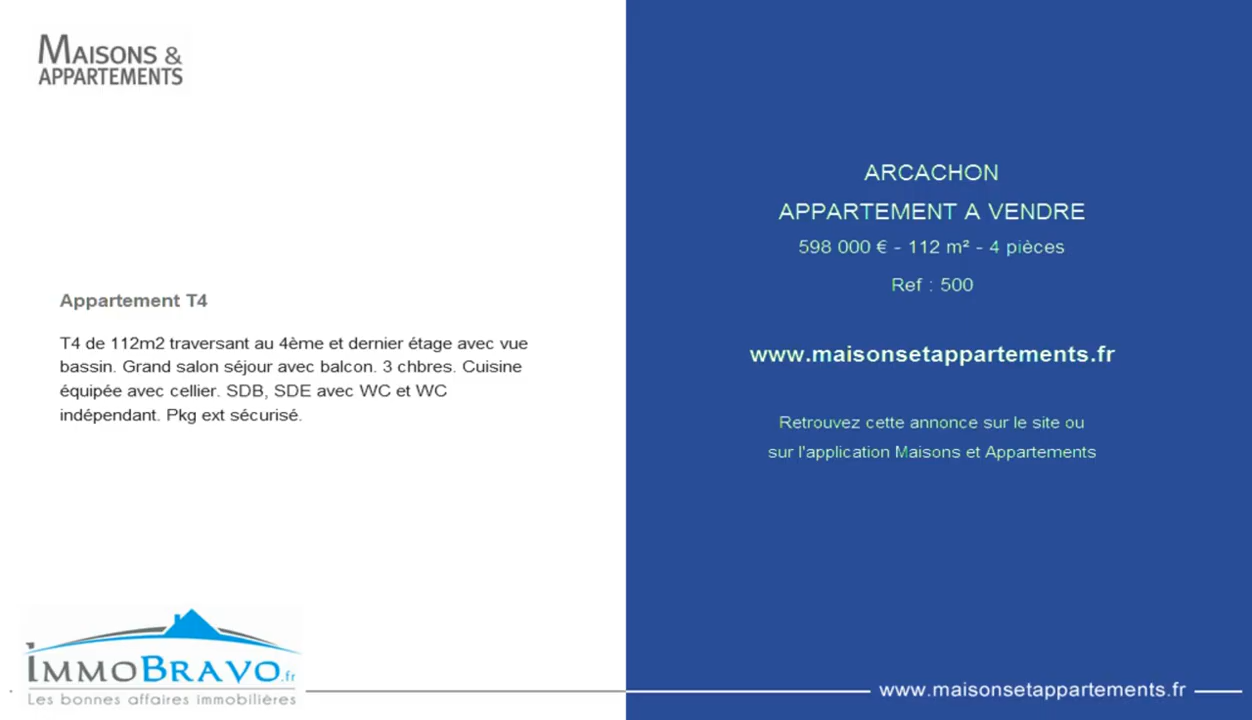 MAISONS &
APPARTEMENTS
Appartement T4
T4 de 112m2 traversant au 4ème et dernier étage avec vue
bassin. Grand salon séjour avec balcon. 3 chbres. Cuisine
équipée avec cellier. SDB, SDE avec WC et WC
indépendant. Pkg ext sécurisé.
IMMOBRAVO.fr
Les bonnes affaires immobilières
ARCACHON
APPARTEMENT A VENDRE
598 000 € - 112 m² - 4 pièces
Ref : 500
www.maisonsetappartements.fr
Retrouvez cette annonce sur le site ou
sur l'application Maisons et Appartements
www.maisonsetappartements.fr